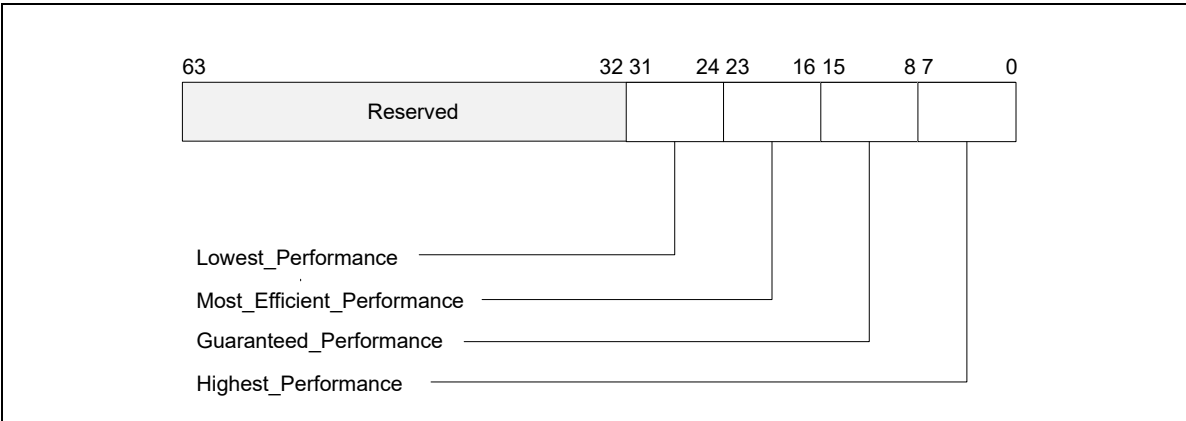 63 32 31 24 23 16 15 8 7 0
Reserved
Lowest_Performance
Most_Efficient_Performance
Guaranteed_Performance
Highest_Performance